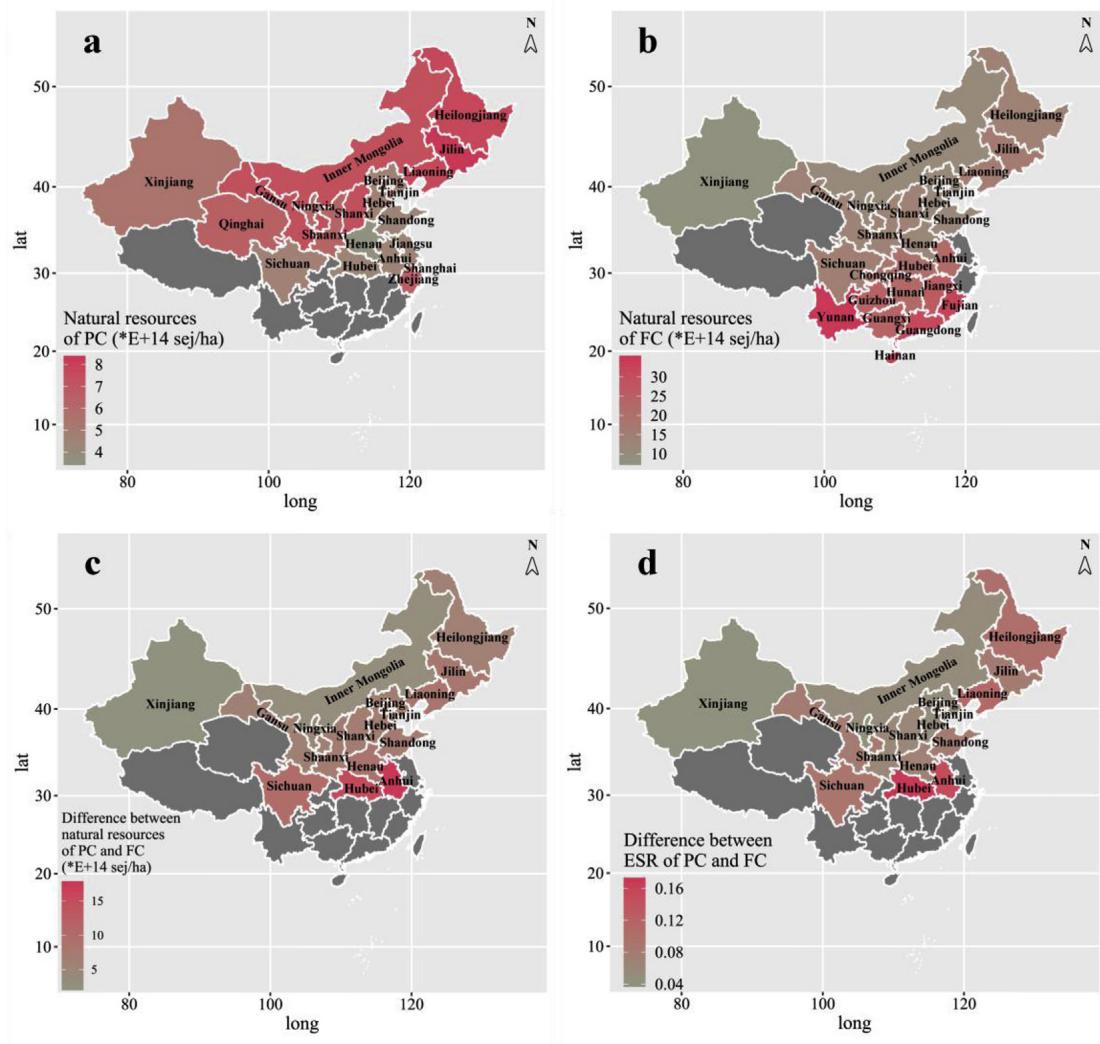 a
N
50
Heilongjiang
Inner Mongolia
Jilin
Liaoning
Beijing
Tianjin
Xinjiang
40
Gansu
Ningxia
Hebei
Shanxi
Shandong
Qinghai
Shaanxi
Henan
Jiangsu
Anhui
Sichuan
Hubei
Shanghai
Zhejiang
lat
30
Natural resources
of PC (*E+14 sej/ha)
20
8
7
6
5
4
10
80 100 120
long
b
N
50
Heilongjiang
Inner Mongolia
Jilin
Liaoning
Beijing
Tianjin
Xinjiang
40
Gansu
Ningxia
Hebei
Shanxi
Shandong
Shaanxi
Henau
Anhui
Sichuan
Hubei
Chongqing
Jiangxi
Hunan
Guizhou
Fujian
Yunan
Guangxi
Guangdong
Hainan
lat
30
Natural resources
of FC (*E+14 sej/ha)
20
30
25
20
15
10
10
80 100 120
long
c
N
50
Heilongjiang
Inner Mongolia
Jilin
Liaoning
Beijing
Tianjin
Xinjiang
40
Gansu
Ningxia
Hebei
Shanxi
Shandong
Shaanxi
Henau
Anhui
Sichuan
Hubei
lat
30
Difference between
natural resources
of PC and FC
(*E+14 sej/ha)
20
15
10
5
10
80 100 120
long
d
N
50
Heilongjiang
Inner Mongolia
Jilin
Liaoning
Beijing
Tianjin
Xinjiang
40
Gansu
Ningxia
Hebei
Shanxi
Shandong
Shaanxi
Henau
Anhui
Sichuan
Hubei
lat
30
Difference between
ESR of PC and FC
20
0.16
0.12
0.08
0.04
10
80 100 120
long